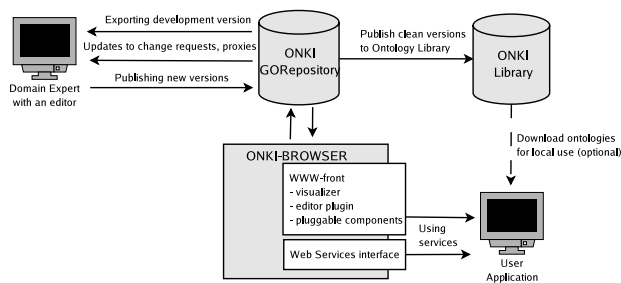 Exporting development version
Updates to change requests, proxies
Publishing new versions
Domain Expert
with an editor
ONKI
GORepository
Publish clean versions
to Ontology Library
ONKI
Library
Download ontologies
for local use (optional)
ONKI-BROWSER
WWW-front
- visualizer
- editor plugin
- pluggable components
Web Services interface
Using
services
User
Application